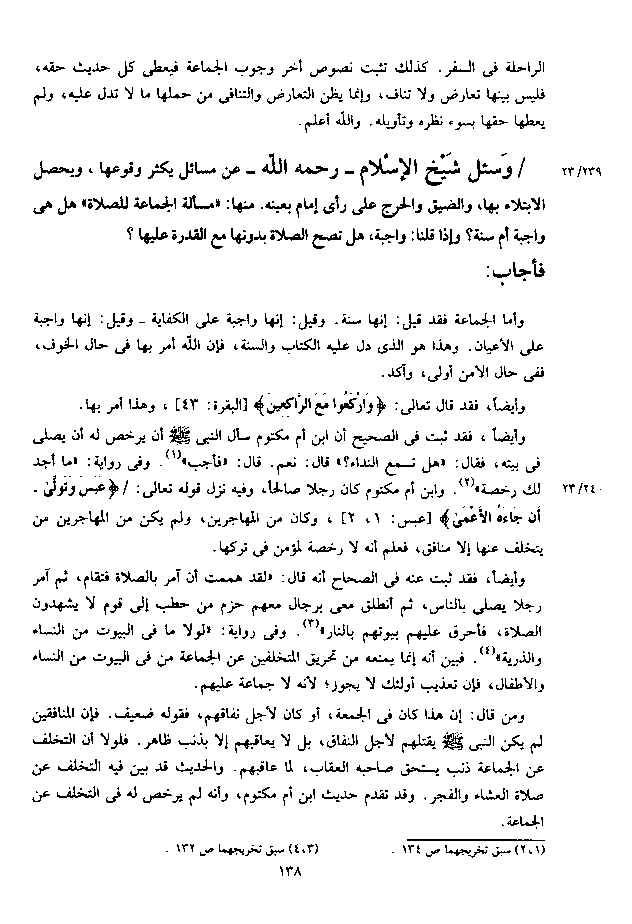 الراحلة فى السفر. كذلك تثبت نصوص أخر وجوب الجماعة فيعطى كل حديث حقه،
فليس بينها تعارض ولا تناف، وإنما يظن التعارض والتنافى من حملها ما لا تدل عليه، ولم
يعطها حقها بسوء نظره وتأويله. والله أعلم.
٢٣/٢٣٩ / وَسئل شَيْخ الإِسْلام ـ رحمه الله ـ عن مسائل يكثر وقوعها، ويحصل
الابتلاء بها، والضيق والحرج على رأى إمام بعينه. منها: «مسألة الجماعة للصلاة» هل هى
واجبة أم سنة؟ وإذا قلنا: واجبة، هل تصح الصلاة بدونها مع القدرة عليها؟
فأجاب:
وأما الجماعة فقد قيل: إنها سنة. وقيل: إنها واجبة على الكفاية ـ وقيل: إنها واجبة
على الأعيان. وهذا هو الذى دل عليه الكتاب والسنة، فإن الله أمر بها فى حال الخوف،
ففى حال الأمن أولى، وآكد.
وأيضاً، فقد قال تعالى: ﴿وَارْكَعُوا مَعَ الرَّاكِعِينَ﴾ [البقرة: ٤٣]، وهذا أمر بها.
وأيضاً، فقد ثبت فى الصحيح أن ابن أم مكتوم سأل النبى ﷺ أن يرخص له أن يصلى
فى بيته، فقال: «هل تسمع النداء؟» قال: نعم. قال: «فأجب»(١). وفى رواية: «ما أجد
٢٣/٢٤٠ لك رخصة»(٢). وابن أم مكتوم كان رجلا صالحاً، وفيه نزل قوله تعالى: / ﴿عَبَسَ وَتَوَلَّىٰ.
أَن جَاءَهُ الأَعْمَىٰ﴾ [عبس: ١، ٢]، وكان من المهاجرين، ولم يكن من المهاجرين من
يتخلف عنها إلا منافق، فعلم أنه لا رخصة لمؤمن فى تركها.
وأيضاً، فقد ثبت عنه فى الصحاح أنه قال: «لقد هممت أن آمر بالصلاة فتقام، ثم آمر
رجلا يصلى بالناس، ثم أنطلق معى برجال معهم حزم من حطب إلى قوم لا يشهدون
الصلاة، فأحرق عليهم بيوتهم بالنار»(٣). وفى رواية: «لولا ما فى البيوت من النساء
والذرية»(٤). فبين أنه إنما يمنعه من تحريق المتخلفين عن الجماعة من فى البيوت من النساء
والأطفال، فإن تعذيب أولئك لا يجوز؛ لأنه لا جماعة عليهم.
ومن قال: إن هذا كان فى الجمعة، أو كان لأجل نفاقهم، فقوله ضعيف. فإن المنافقين
لم يكن النبى ﷺ يقتلهم لأجل النفاق، بل لا يعاقبهم إلا بذنب ظاهر. فلولا أن التخلف
عن الجماعة ذنب يستحق صاحبه العقاب، لما عاقبهم. والحديث قد بين فيه التخلف عن
صلاة العشاء والفجر. وقد تقدم حديث ابن أم مكتوم، وأنه لم يرخص له فى التخلف عن
الجماعة.
(١، ٢) سبق تخريجهما ص ١٣٤. (٣، ٤) سبق تخريجهما ص ١٣٢.
١٣٨